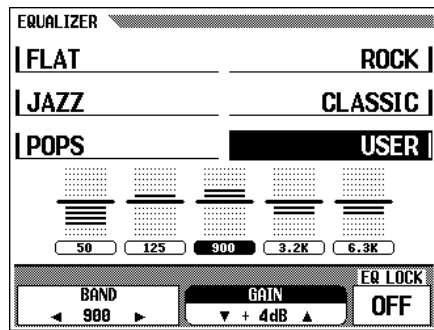 EQUALIZER
FLAT ROCK
JAZZ CLASSIC
POPS USER
50 125 900 3.2K 6.3K
EQ LOCK
BAND GAIN OFF
◄ 900 ► ▼ + 4dB ▲